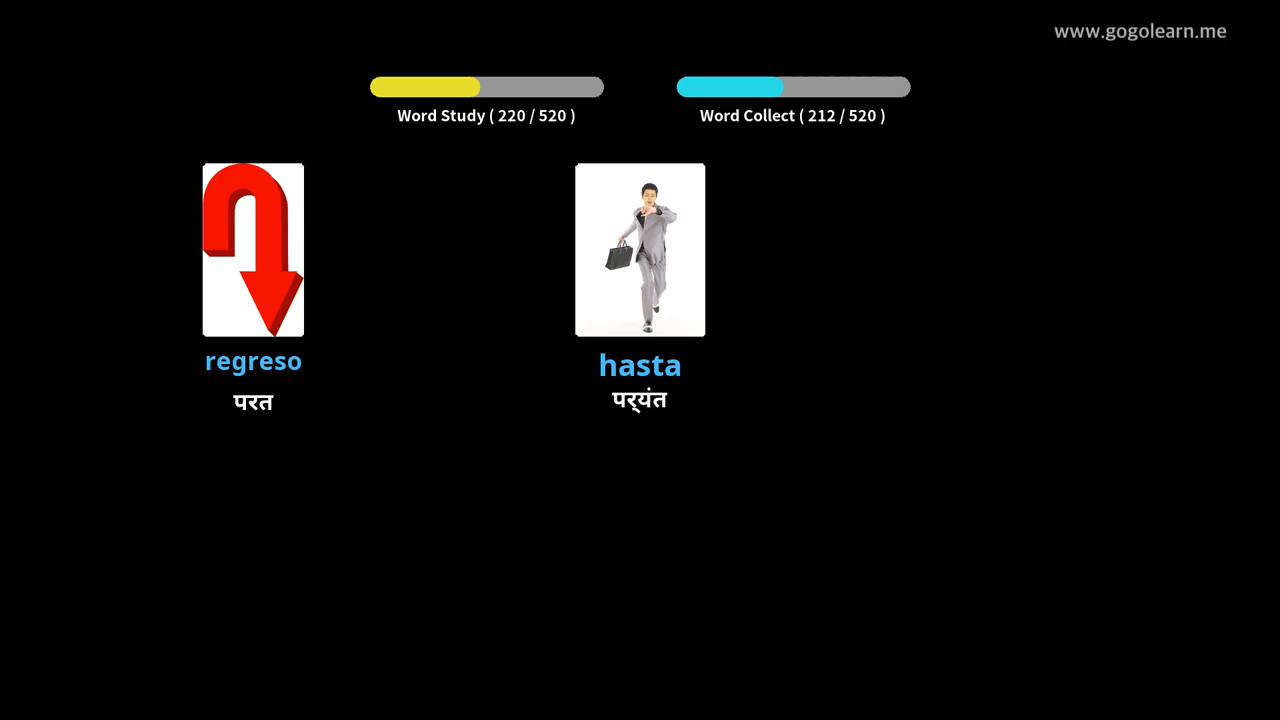 www.gogolearn.me
Word Study ( 220 / 520 )
Word Collect ( 212 / 520 )
regreso
परत
hasta
पर्यंत